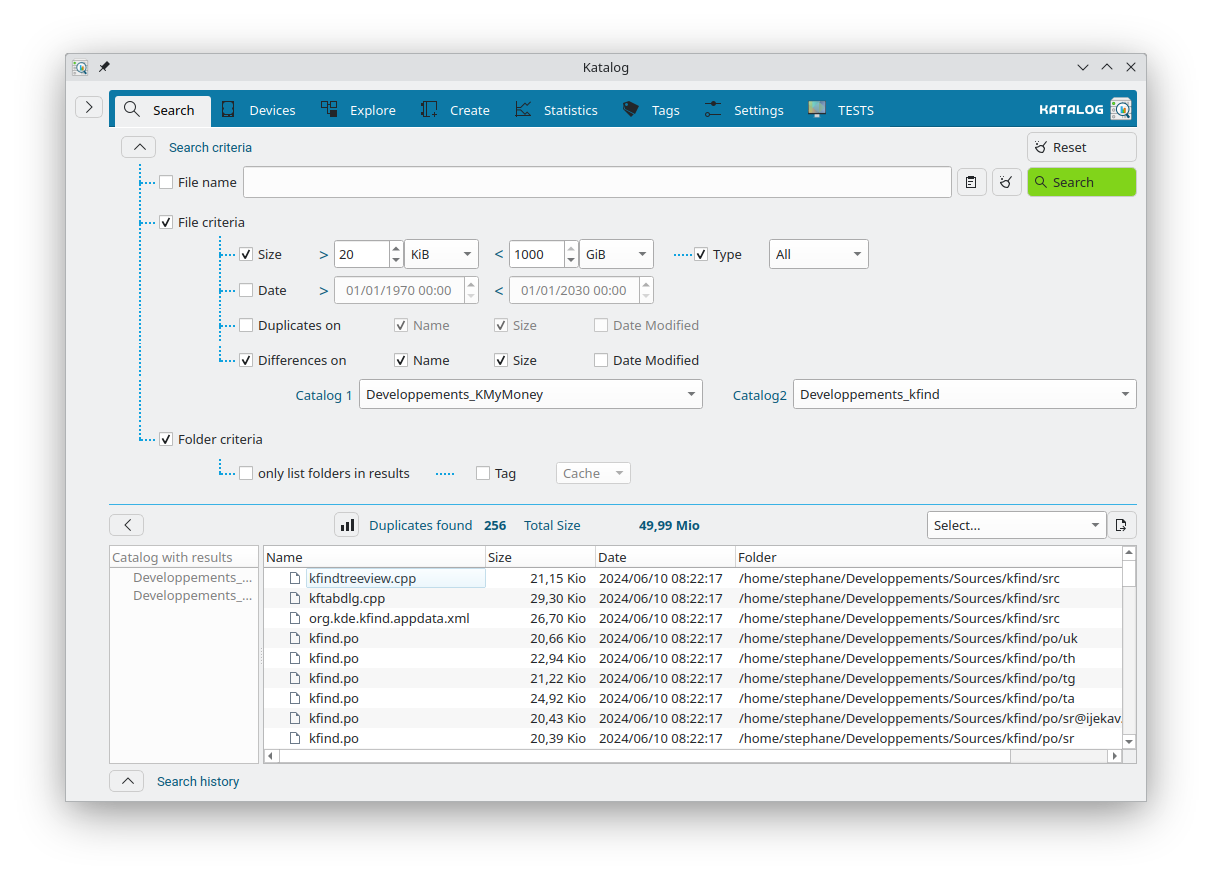 Katalog
Search Devices Explore Create Statistics Tags Settings TESTS KATALOG
Search criteria Reset
File name Search
File criteria
Size > 20 KiB < 1000 GiB Type All
Date > 01/01/1970 00:00 < 01/01/2030 00:00
Duplicates on Name Size Date Modified
Differences on Name Size Date Modified
Catalog 1 Developpements_KMyMoney Catalog2 Developpements_kfind
Folder criteria
only list folders in results Tag Cache
Duplicates found 256 Total Size 49,99 Mio Select...
Catalog with results Name Size Date Folder
Developpements_... kfindtreeview.cpp 21,15 Kio 2024/06/10 08:22:17 /home/stephane/Developpements/Sources/kfind/src
Developpements_... kftabdlg.cpp 29,30 Kio 2024/06/10 08:22:17 /home/stephane/Developpements/Sources/kfind/src
org.kde.kfind.appdata.xml 26,70 Kio 2024/06/10 08:22:17 /home/stephane/Developpements/Sources/kfind/src
kfind.po 20,66 Kio 2024/06/10 08:22:17 /home/stephane/Developpements/Sources/kfind/po/uk
kfind.po 22,94 Kio 2024/06/10 08:22:17 /home/stephane/Developpements/Sources/kfind/po/th
kfind.po 21,22 Kio 2024/06/10 08:22:17 /home/stephane/Developpements/Sources/kfind/po/tg
kfind.po 24,92 Kio 2024/06/10 08:22:17 /home/stephane/Developpements/Sources/kfind/po/ta
kfind.po 20,43 Kio 2024/06/10 08:22:17 /home/stephane/Developpements/Sources/kfind/po/sr@ijekav
kfind.po 20,39 Kio 2024/06/10 08:22:17 /home/stephane/Developpements/Sources/kfind/po/sr
Search history